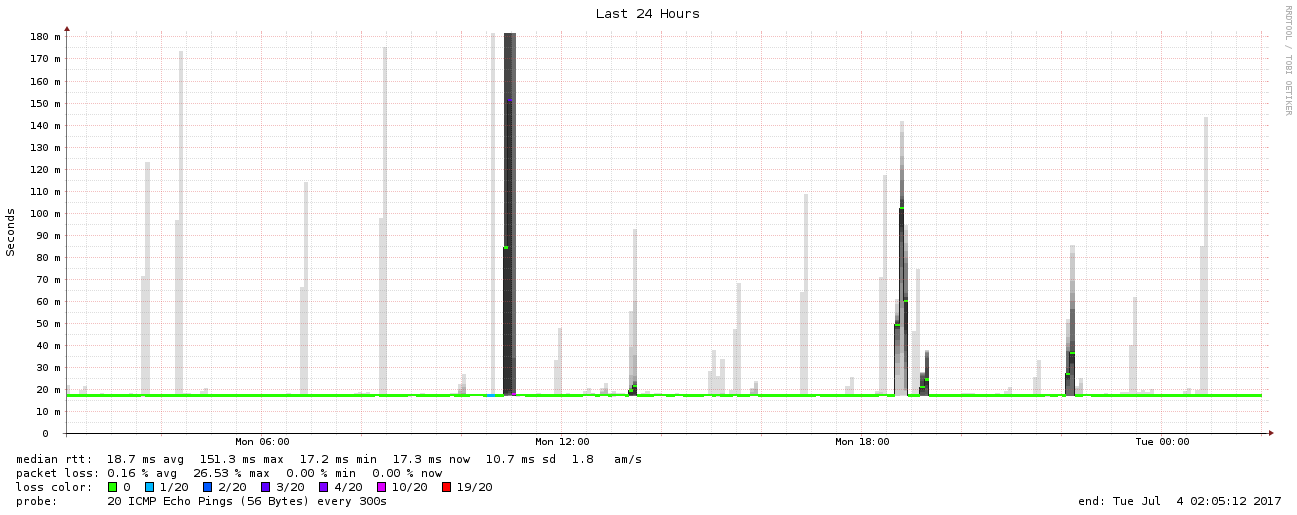 Last 24 Hours
RRDTOOL / TOBI OETIKER
Seconds
180 m
170 m
160 m
150 m
140 m
130 m
120 m
110 m
100 m
90 m
80 m
70 m
60 m
50 m
40 m
30 m
20 m
10 m
0
Mon 06:00 Mon 12:00 Mon 18:00 Tue 00:00
median rtt: 18.7 ms avg 151.3 ms max 17.2 ms min 17.3 ms now 10.7 ms sd 1.8 am/s
packet loss: 0.16 % avg 26.53 % max 0.00 % min 0.00 % now
loss color: 0 1/20 2/20 3/20 4/20 10/20 19/20
probe: 20 ICMP Echo Pings (56 Bytes) every 300s end: Tue Jul 4 02:05:12 2017